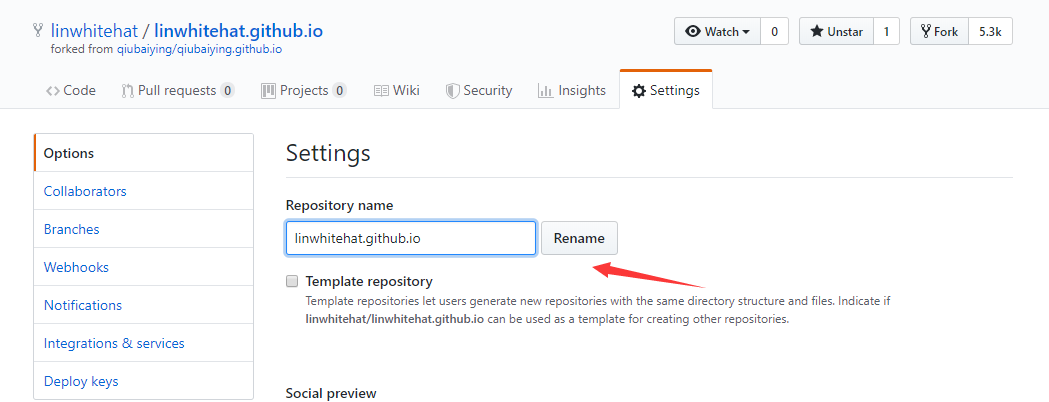 linwhitehat / linwhitehat.github.io
Watch 0
Unstar 1
Fork 5.3k
forked from qiubaiying/qiubaiying.github.io
Code
Pull requests 0
Projects 0
Wiki
Security
Insights
Settings
Options
Collaborators
Branches
Webhooks
Notifications
Integrations & services
Deploy keys
Settings
Repository name
linwhitehat.github.io
Rename
Template repository
Template repositories let users generate new repositories with the same directory structure and files. Indicate if
linwhitehat/linwhitehat.github.io can be used as a template for creating other repositories.
Social preview